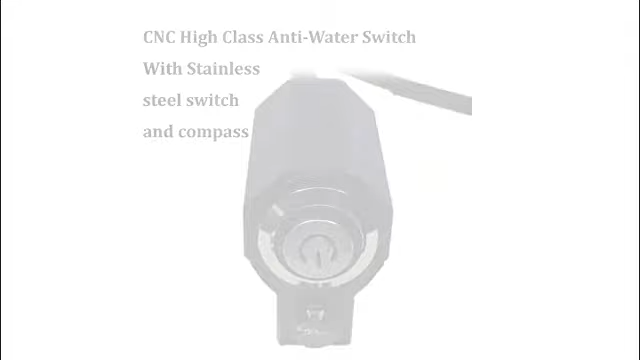 CNC High Class Anti-Water Switch
With Stainless
steel switch
and compass